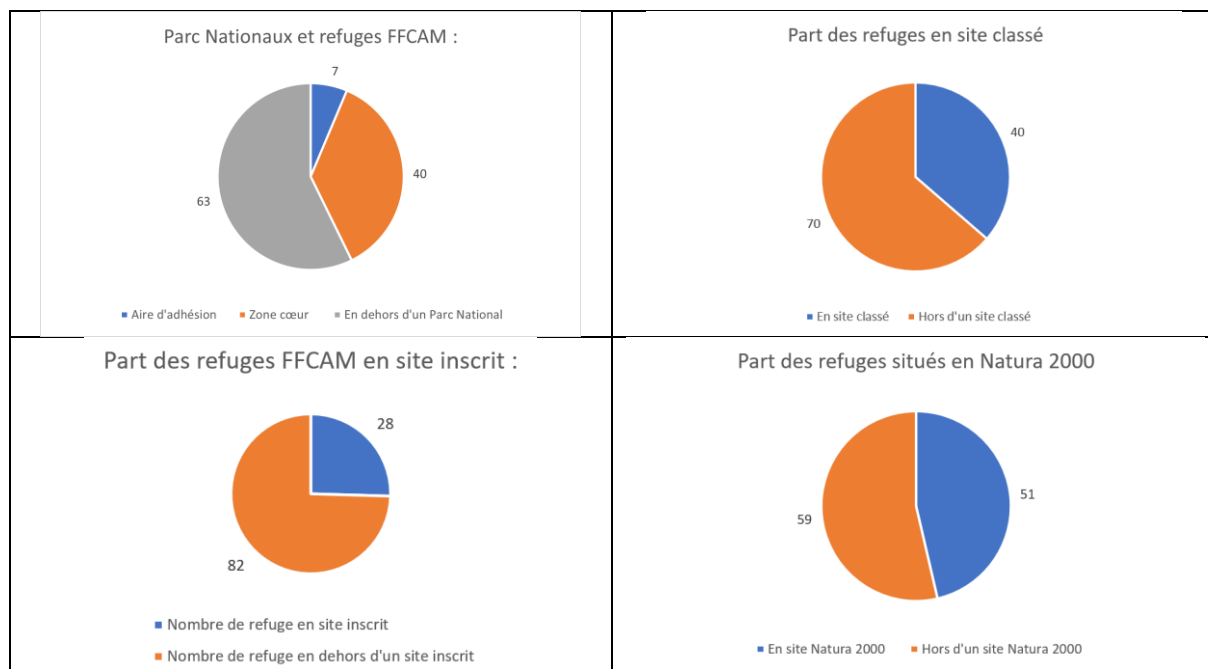 Parc Nationaux et refuges FFCAM :
7
40
63
Aire d'adhésion Zone cœur En dehors d'un Parc National
Part des refuges en site classé
40
70
En site classé Hors d'un site classé
Part des refuges FFCAM en site inscrit :
28
82
Nombre de refuge en site inscrit
Nombre de refuge en dehors d'un site inscrit
Part des refuges situés en Natura 2000
51
59
En site Natura 2000 Hors d'un site Natura 2000